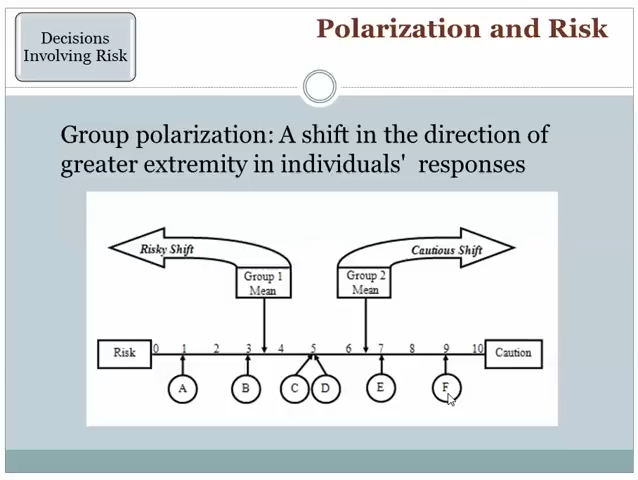 Decisions
Involving Risk
Polarization and Risk
Group polarization: A shift in the direction of
greater extremity in individuals' responses
Risky Shift
Cautious Shift
Group 1
Mean
Group 2
Mean
Risk 0 1 2 3 4 5 6 7 8 9 10 Caution
A B C D E F